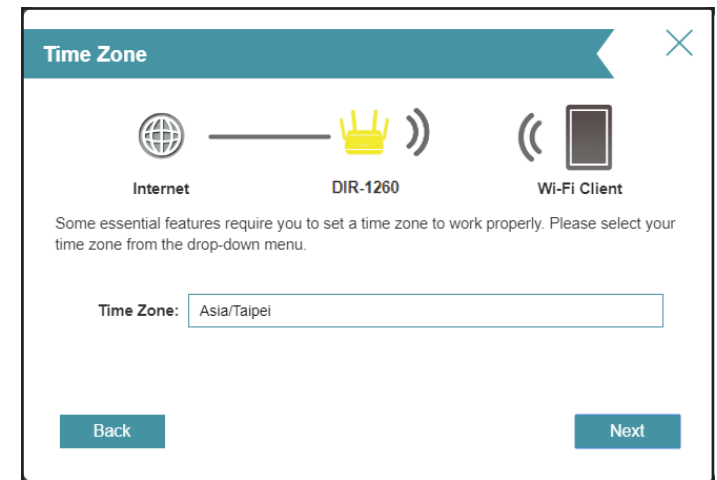 Time Zone
Internet
DIR-1260
Wi-Fi Client
Some essential features require you to set a time zone to work properly. Please select your
time zone from the drop-down menu.
Time Zone: Asia/Taipei
Back
Next